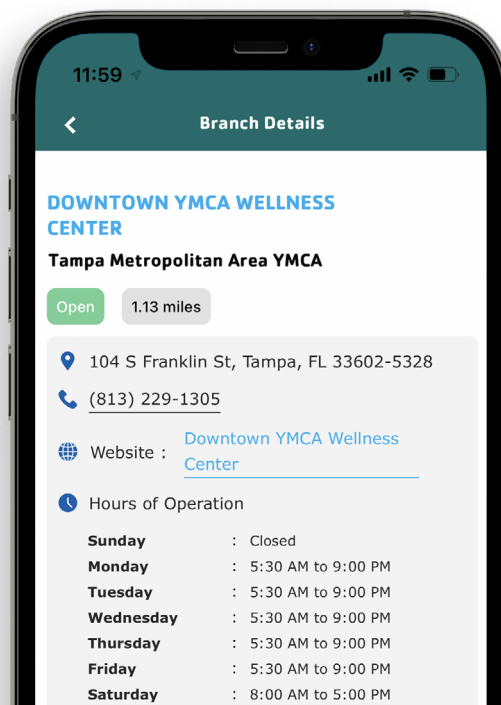 11:59
Branch Details
DOWNTOWN YMCA WELLNESS
CENTER
Tampa Metropolitan Area YMCA
Open 1.13 miles
104 S Franklin St, Tampa, FL 33602-5328
(813) 229-1305
Website : Downtown YMCA Wellness
Center
Hours of Operation
Sunday : Closed
Monday : 5:30 AM to 9:00 PM
Tuesday : 5:30 AM to 9:00 PM
Wednesday : 5:30 AM to 9:00 PM
Thursday : 5:30 AM to 9:00 PM
Friday : 5:30 AM to 9:00 PM
Saturday : 8:00 AM to 5:00 PM